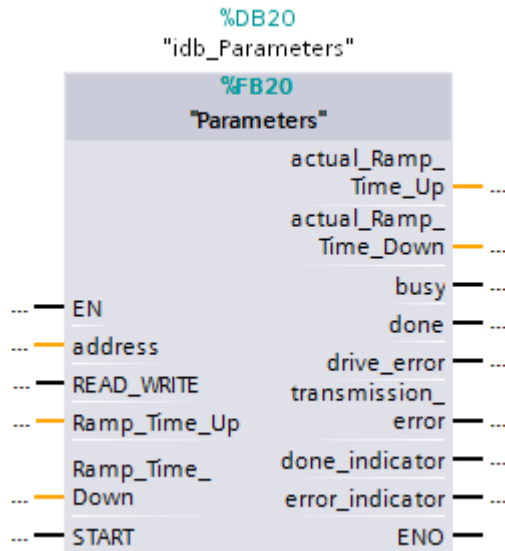 %DB20
"idb_Parameters"
%FB20
"Parameters"
actual_Ramp_
Time_Up
...
actual_Ramp_
Time_Down
...
busy
...
... EN
done
...
... address
drive_error
...
... READ_WRITE
transmission_
error
...
... Ramp_Time_Up
Ramp_Time_
... Down
done_indicator
...
error_indicator
...
... START
ENO